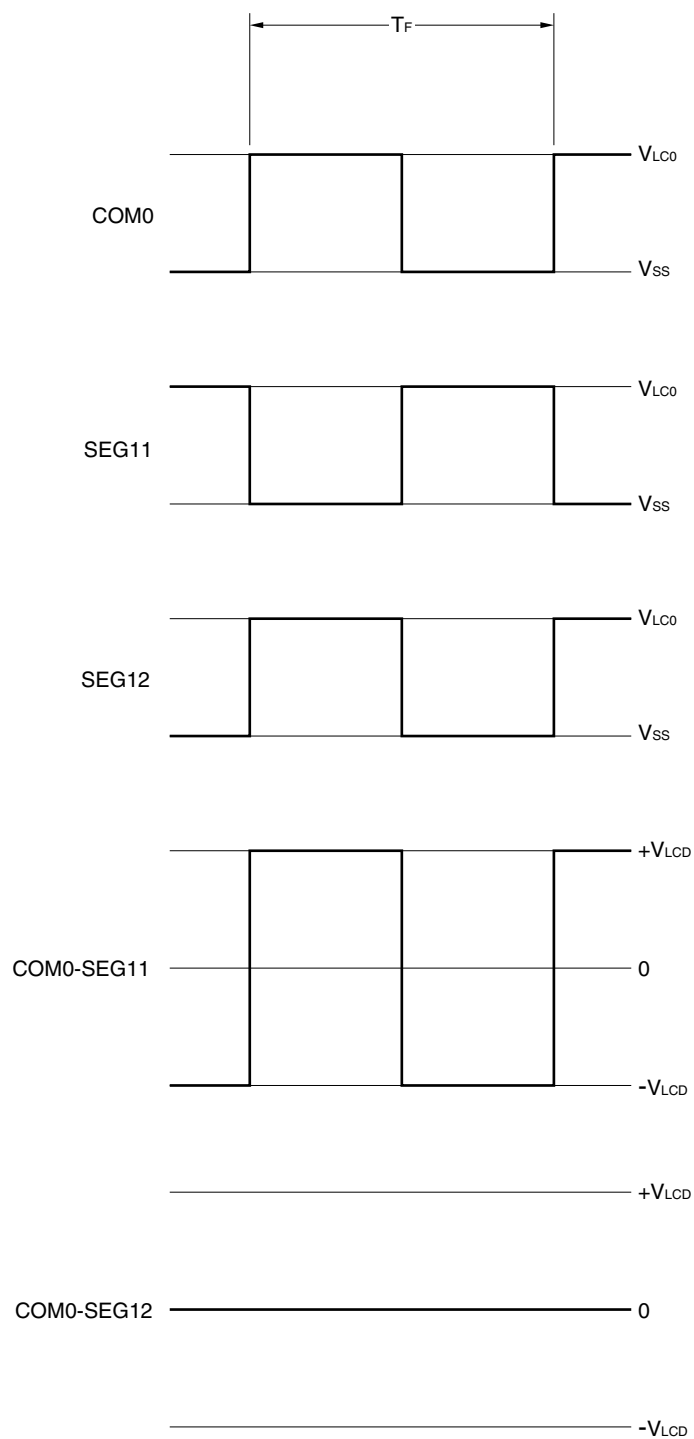 TF
VLC0
COM0
VSS
VLC0
SEG11
VSS
VLC0
SEG12
VSS
+VLCD
COM0-SEG11
0
-VLCD
+VLCD
COM0-SEG12
0
-VLCD